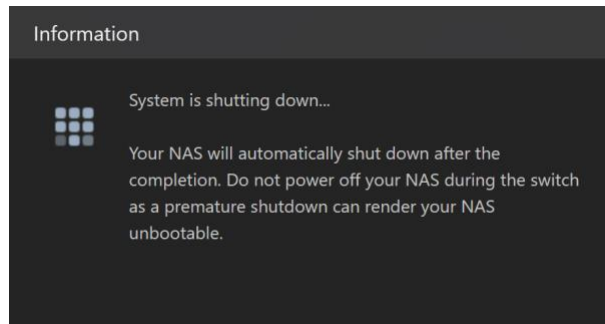 Information
System is shutting down...
Your NAS will automatically shut down after the
completion. Do not power off your NAS during the switch
as a premature shutdown can render your NAS
unbootable.